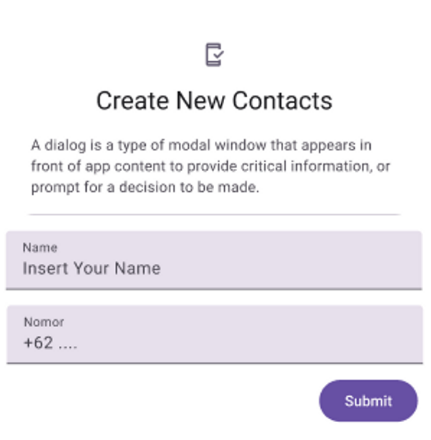 Create New Contacts
A dialog is a type of modal window that appears in
front of app content to provide critical information, or
prompt for a decision to be made.
Name
Insert Your Name
Nomor
+62 ....
Submit